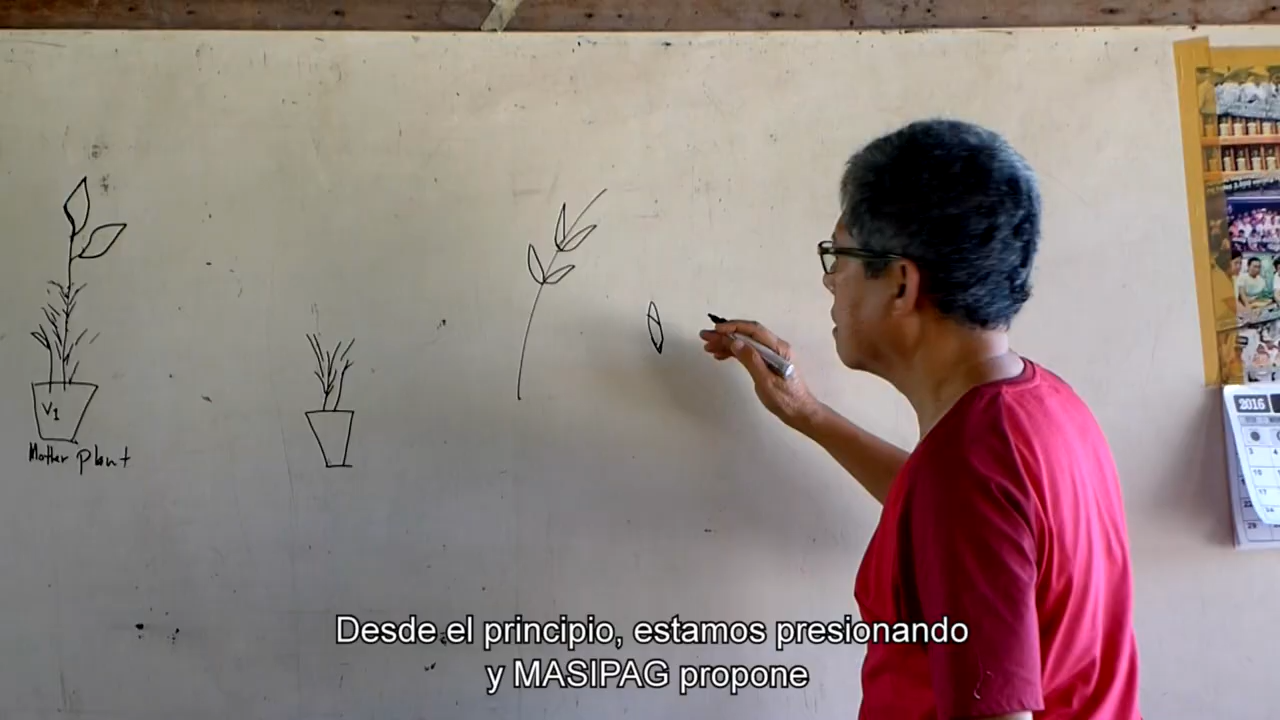 V1
Mother plant
2016
Desde el principio, estamos presionando
y MASIPAG propone